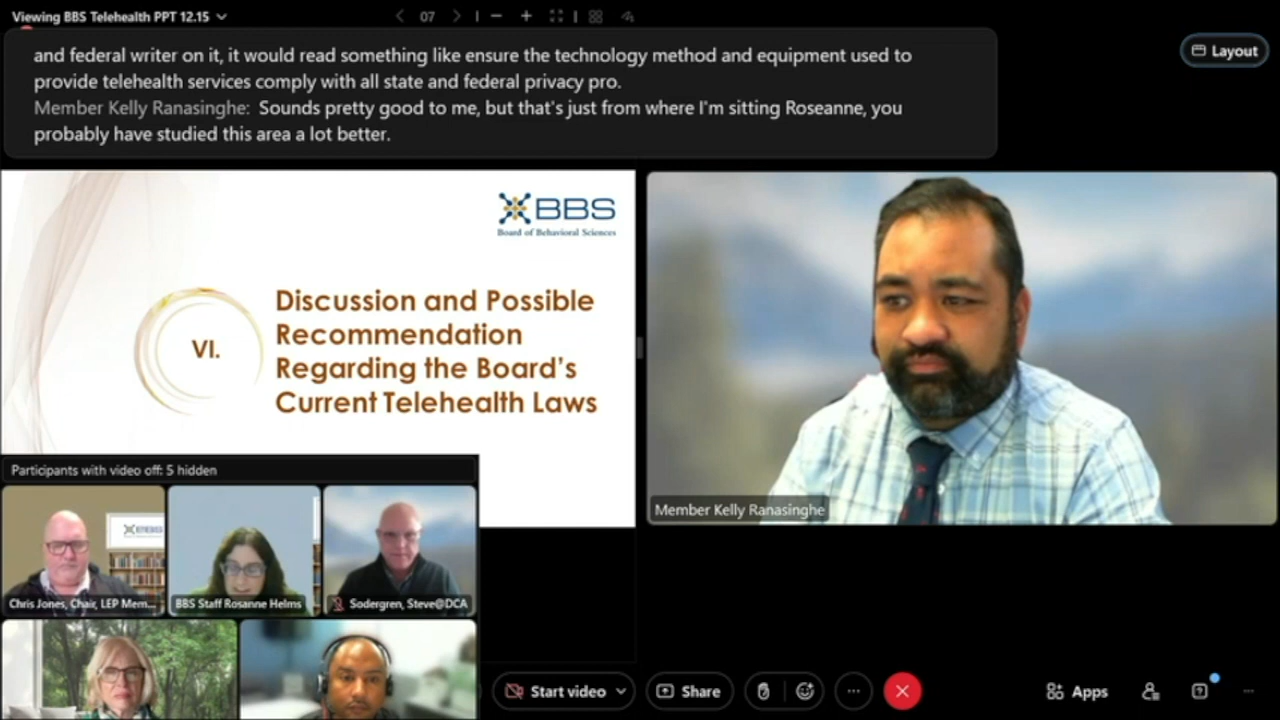 Viewing BBS Telehealth PPT 12.15
07
and federal writer on it, it would read something like ensure the technology method and equipment used to
provide telehealth services comply with all state and federal privacy pro.
Member Kelly Ranasinghe: Sounds pretty good to me, but that's just from where I'm sitting Roseanne, you
probably have studied this area a lot better.
Layout
BBS
Board of Behavioral Sciences
VI.
Discussion and Possible
Recommendation
Regarding the Board's
Current Telehealth Laws
Member Kelly Ranasinghe
Participants with video off: 5 hidden
Chris Jones, Chair, LEP Mem...
BBS Staff Rosanne Helms
Sodergren, Steve@DCA
Start video
Share
Apps